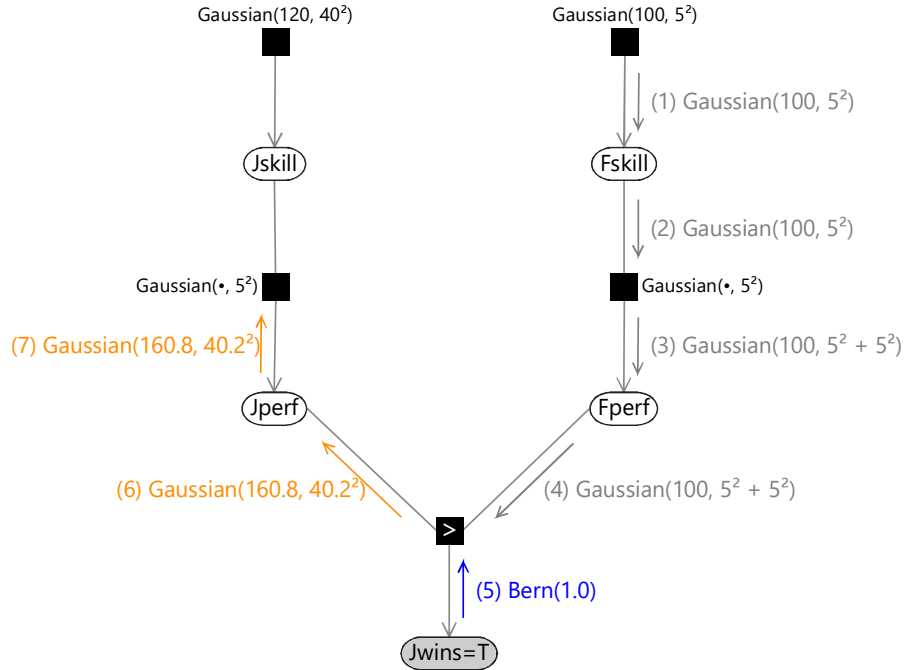 Gaussian(120, 40²)
Gaussian(100, 5²)
(1) Gaussian(100, 5²)
Jskill
Fskill
(2) Gaussian(100, 5²)
Gaussian(•, 5²)
Gaussian(•, 5²)
(7) Gaussian(160.8, 40.2²)
(3) Gaussian(100, 5² + 5²)
Jperf
Fperf
(6) Gaussian(160.8, 40.2²)
(4) Gaussian(100, 5² + 5²)
>
(5) Bern(1.0)
Jwins=T